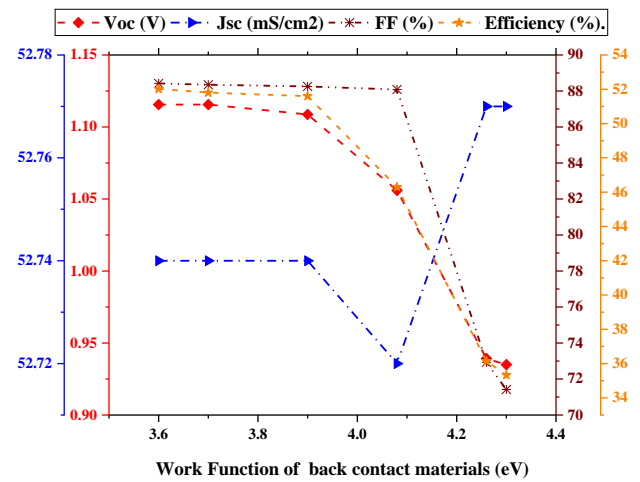 Voc (V) Jsc (mS/cm2) FF (%) Efficiency (%).
52.78 1.15 90 54
52.76 1.10 88 52
86 50
1.05 84 48
82 46
52.74 1.00 80 44
78 42
76 40
52.72 0.95 74 38
72 36
0.90 70 34
3.6 3.8 4.0 4.2 4.4
Work Function of back contact materials (eV)